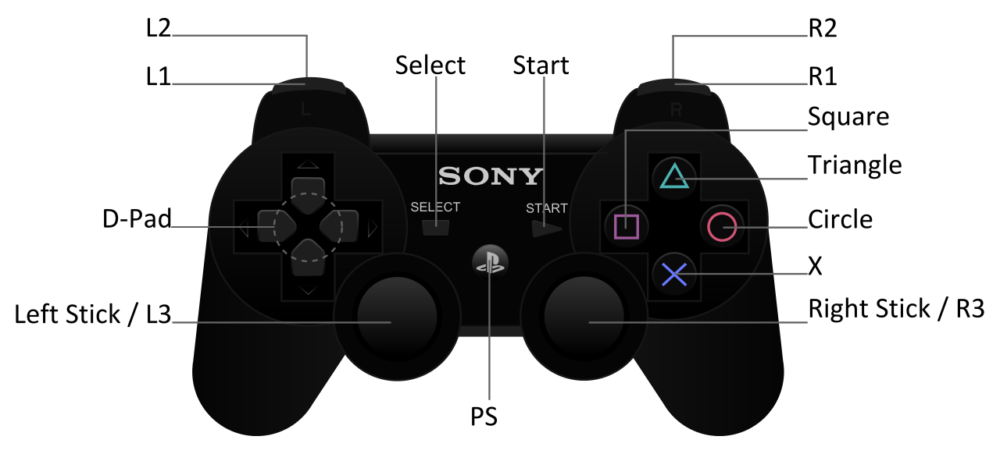 L2
R2
Select
Start
L1
R1
L
R
Square
Triangle
SONY
SELECT
START
D-Pad
Circle
X
Left Stick / L3
Right Stick / R3
PS